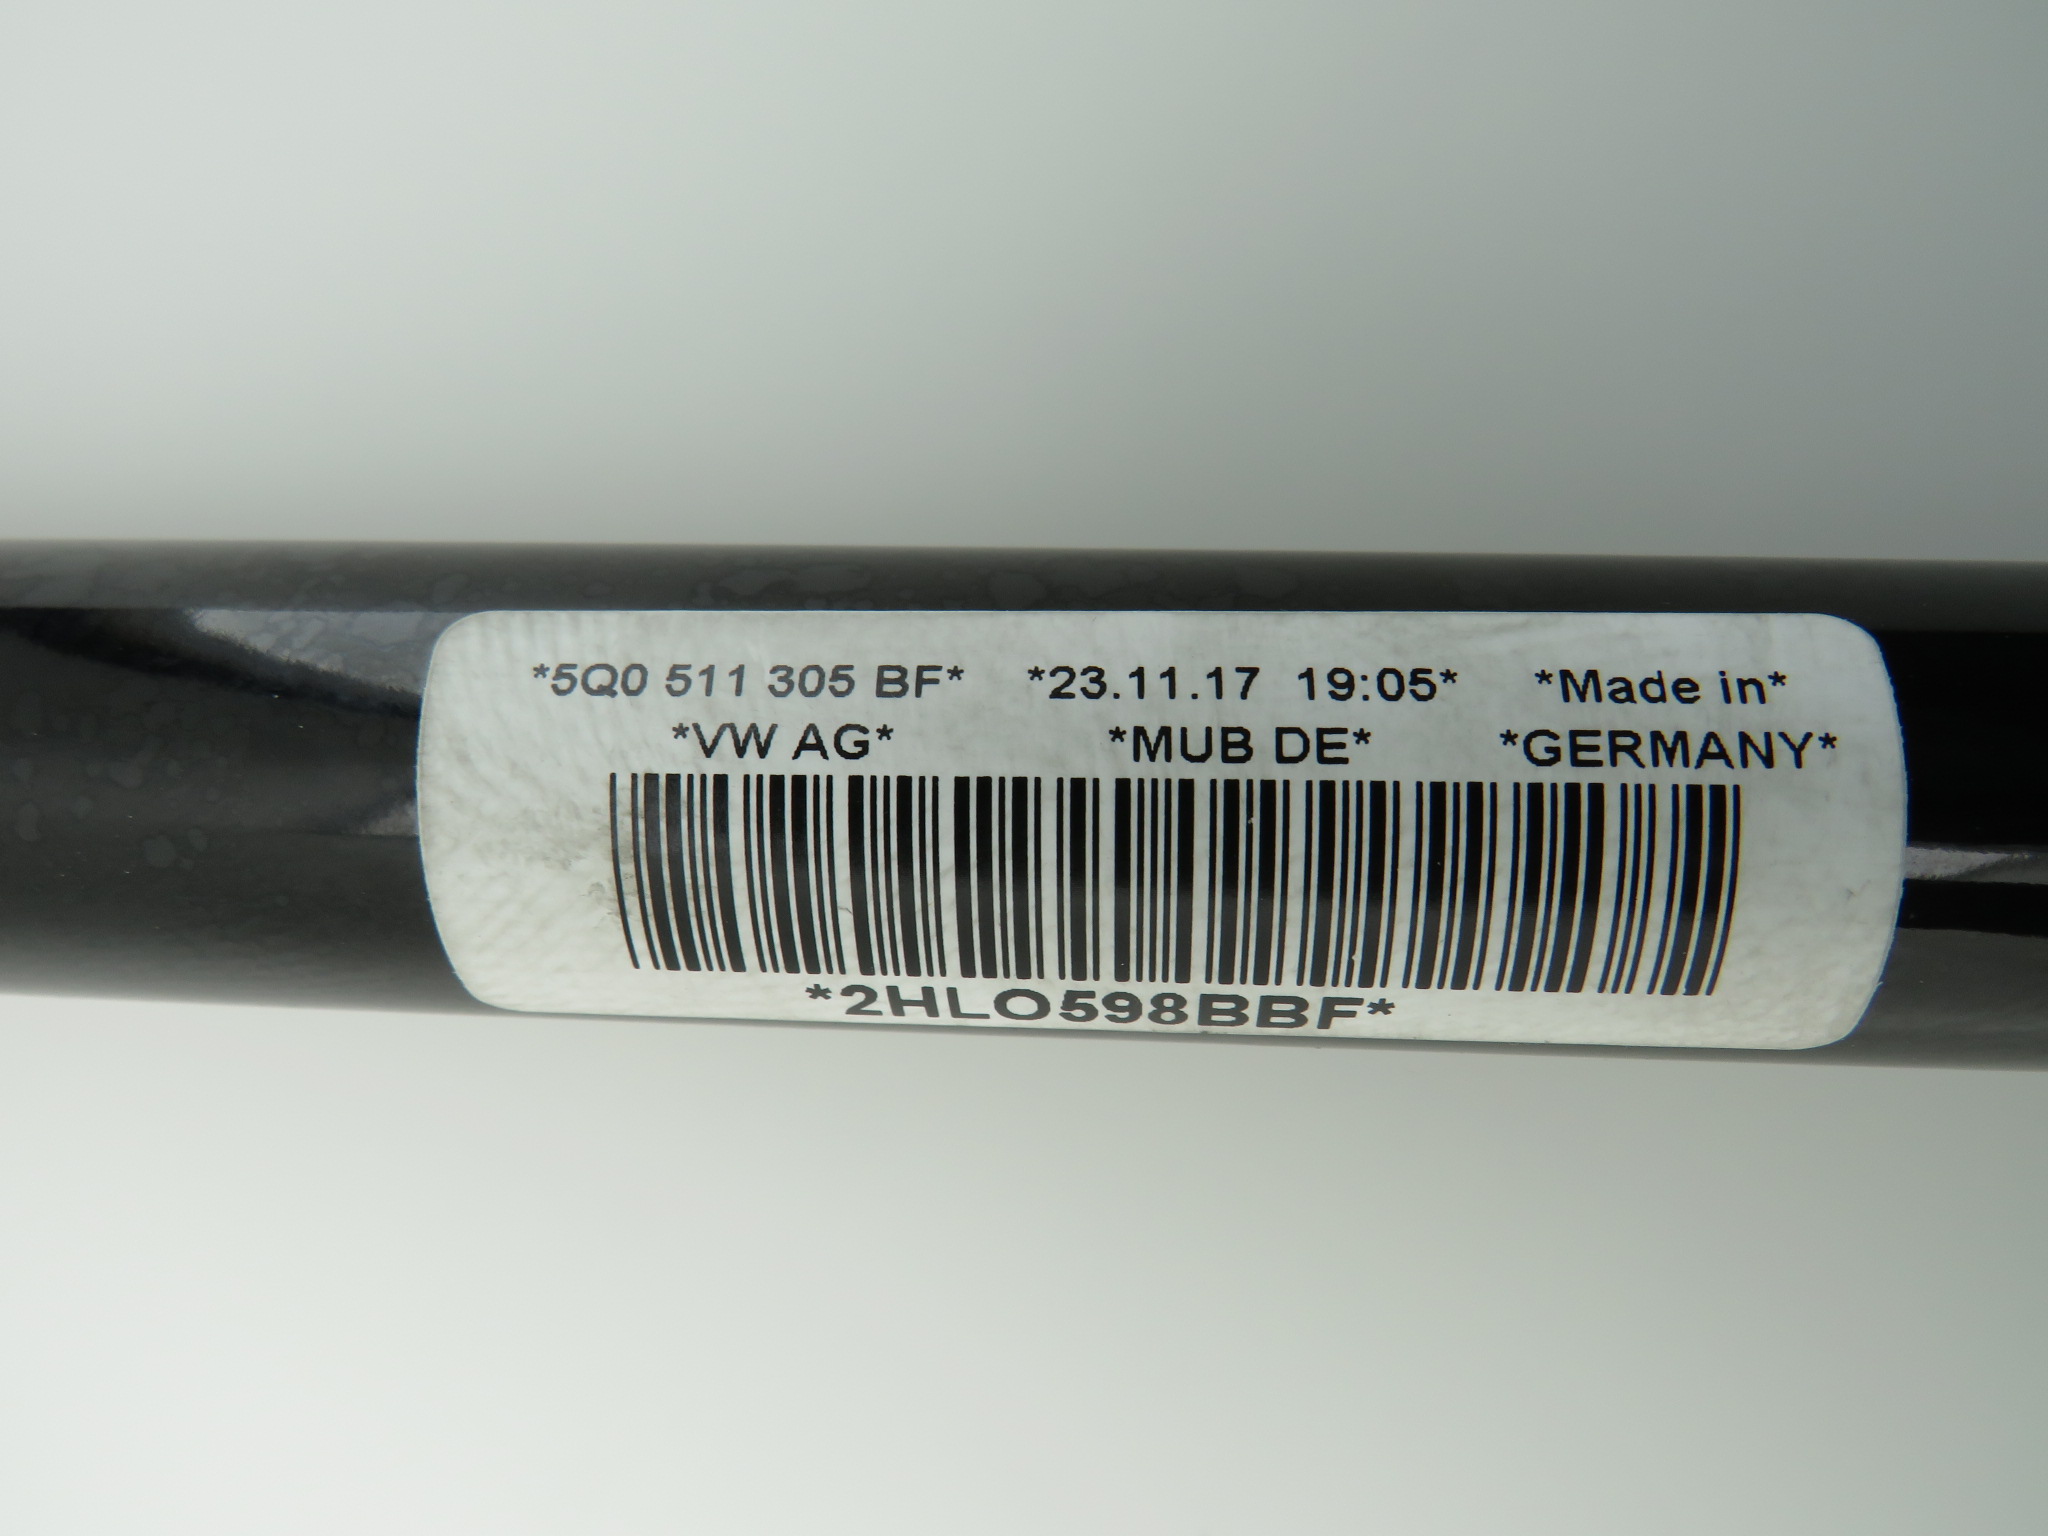 *5Q0 511 305 BF* *23.11.17 19:05* *Made in*
*VW AG* *MUB DE* *GERMANY*
*2HLO598BBF*